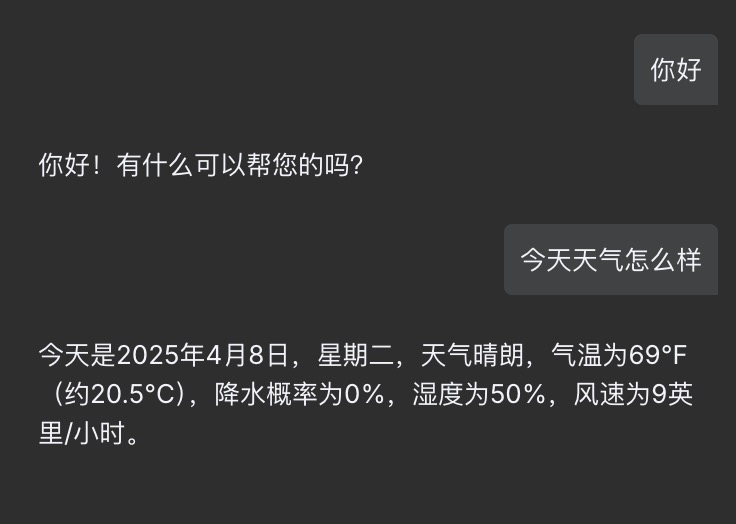 你好
你好！有什么可以帮您的吗?
今天天气怎么样
今天是2025年4月8日，星期二，天气晴朗，气温为69°F
（约20.5°C），降水概率为0%，湿度为50%，风速为9英
里/小时。